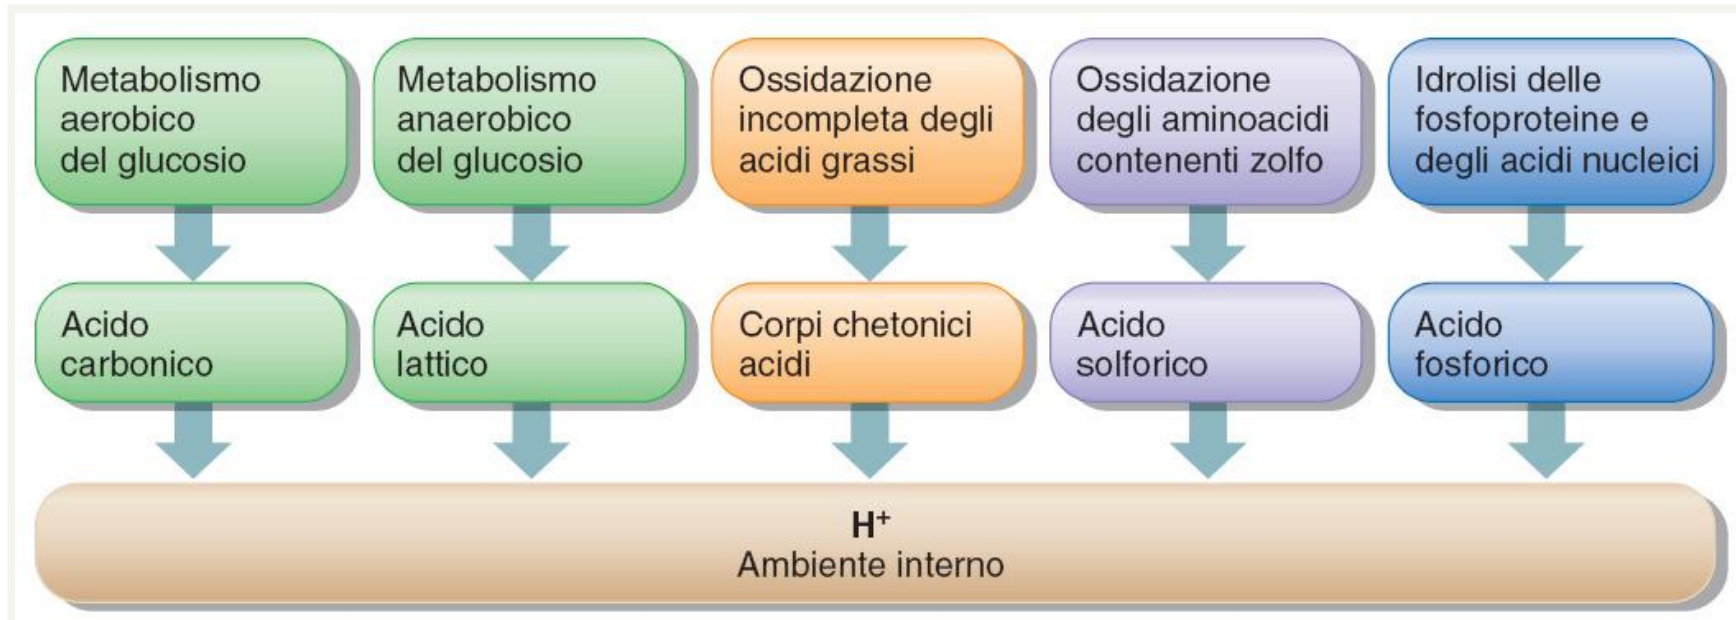 Metabolismo
aerobico
del glucosio
Metabolismo
anaerobico
del glucosio
Ossidazione
incompleta degli
acidi grassi
Ossidazione
degli aminoacidi
contenenti zolfo
Idrolisi delle
fosfoproteine e
degli acidi nucleici
Acido
carbonico
Acido
lattico
Corpi chetonici
acidi
Acido
solforico
Acido
fosforico
H⁺
Ambiente interno